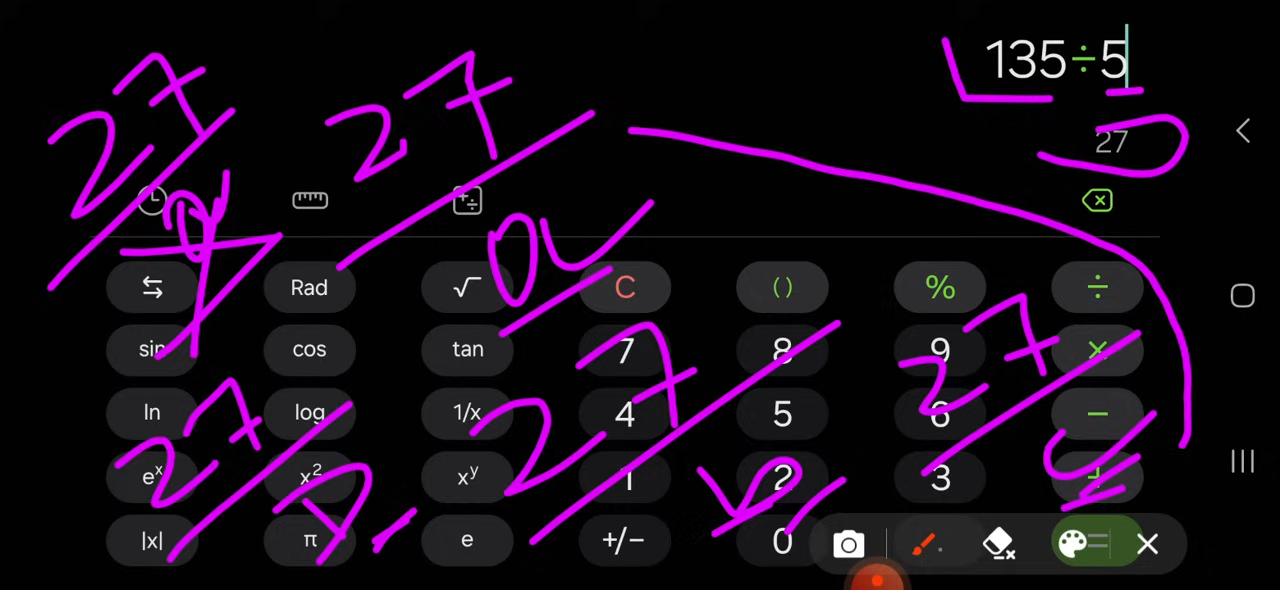 135÷5
27
27
27
27
27
27
⇆ Rad √ C () % ÷
sin cos tan 7 8 9 ×
ln log 1/x 4 5 6 −
eˣ x² xʸ 1 2 3 +
|x| π e +/− 0 =